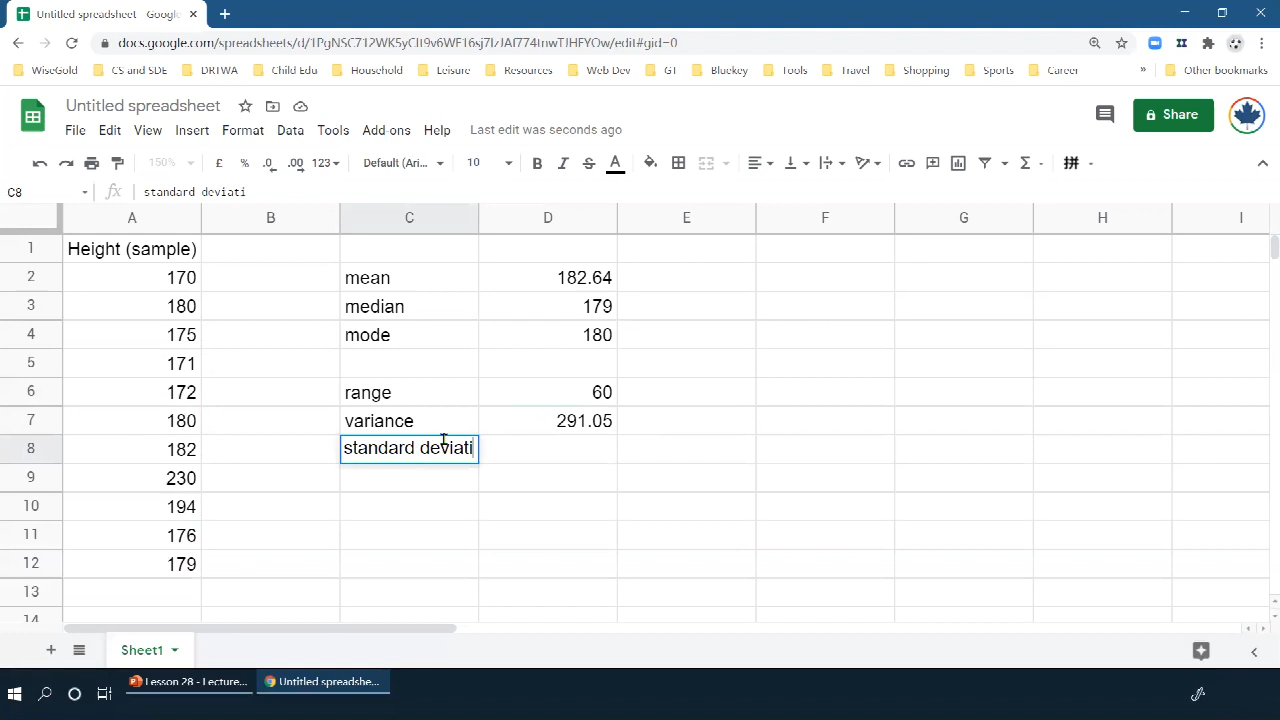 Untitled spreadsheet - Google
docs.google.com/spreadsheets/d/1PgNSC712WK5yCIt9v6WF16sj7IzJAf774tnwTJHFYOw/edit#gid=0
WiseGold CS and SDE DRTWA Child Edu Household Leisure Resources Web Dev GT Bluekey Tools Travel Shopping Sports Career » Other bookmarks
Untitled spreadsheet
Share
File Edit View Insert Format Data Tools Add-ons Help Last edit was seconds ago
150% £ % .0 .00 123 Default (Ari... 10 B I S A Σ
C8 fx standard deviati
A B C D E F G H I
1 Height (sample)
2 170 mean 182.64
3 180 median 179
4 175 mode 180
5 171
6 172 range 60
7 180 variance 291.05
8 182 standard deviati
9 230
10 194
11 176
12 179
13
14
Sheet1
Lesson 28 - Lecture... Untitled spreadshe...